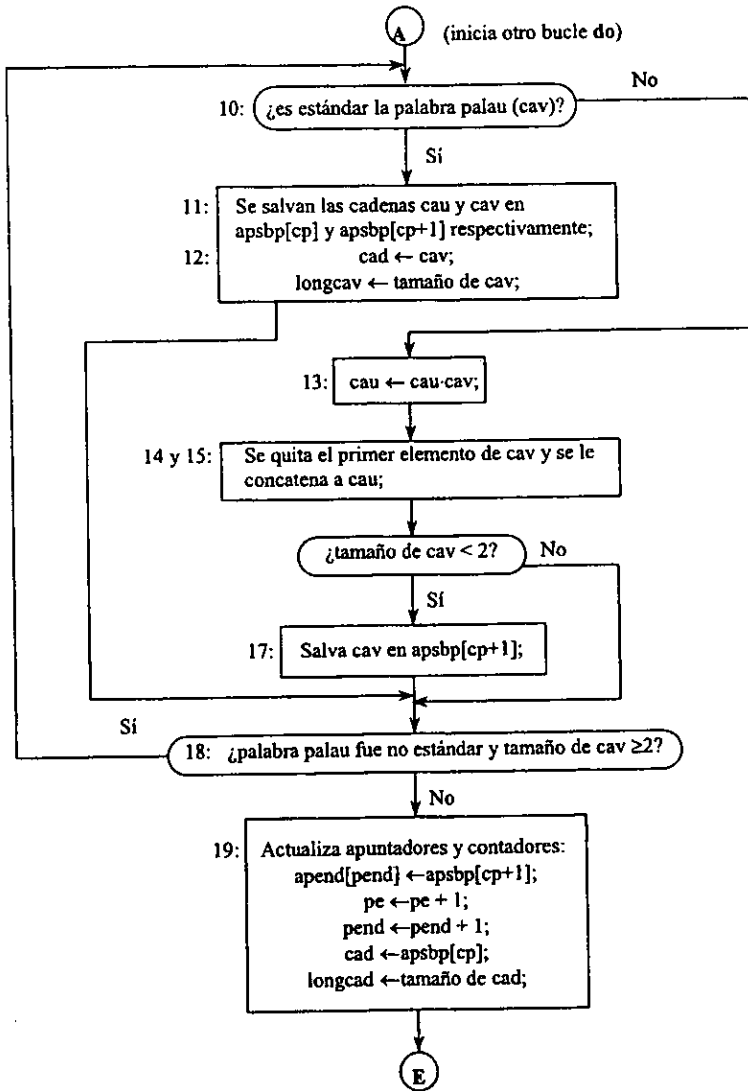 A (inicia otro bucle do)
No
10: ¿es estándar la palabra palau (cav)?
Sí
11: Se salvan las cadenas cau y cav en
apsbp[cp] y apsbp[cp+1] respectivamente;
12: cad ← cav;
longcav ← tamaño de cav;
13: cau ← cau·cav;
14 y 15: Se quita el primer elemento de cav y se le
concatena a cau;
¿tamaño de cav < 2? No
Sí
17: Salva cav en apsbp[cp+1];
Sí
18: ¿palabra palau fue no estándar y tamaño de cav ≥2?
No
19: Actualiza apuntadores y contadores:
apend[pend] ←apsbp[cp+1];
pe ←pe + 1;
pend ←pend + 1;
cad ←apsbp[cp];
longcad ←tamaño de cad;
E